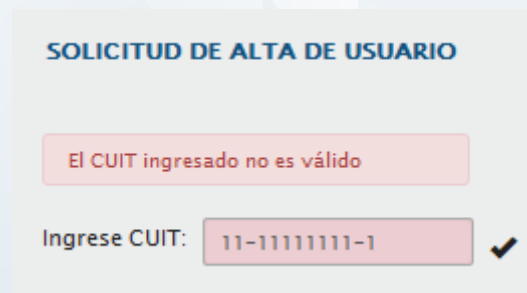 SOLICITUD DE ALTA DE USUARIO
El CUIT ingresado no es válido
Ingrese CUIT: 11-11111111-1